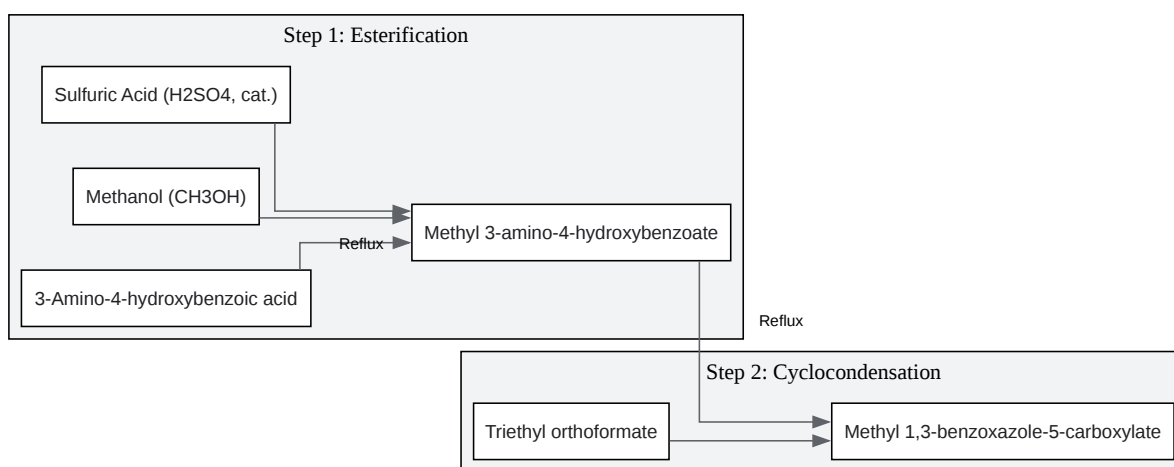 Step 1: Esterification
Sulfuric Acid (H2SO4, cat.)
Methanol (CH3OH)
Methyl 3-amino-4-hydroxybenzoate
Reflux
3-Amino-4-hydroxybenzoic acid
Reflux
Step 2: Cyclocondensation
Triethyl orthoformate
Methyl 1,3-benzoxazole-5-carboxylate